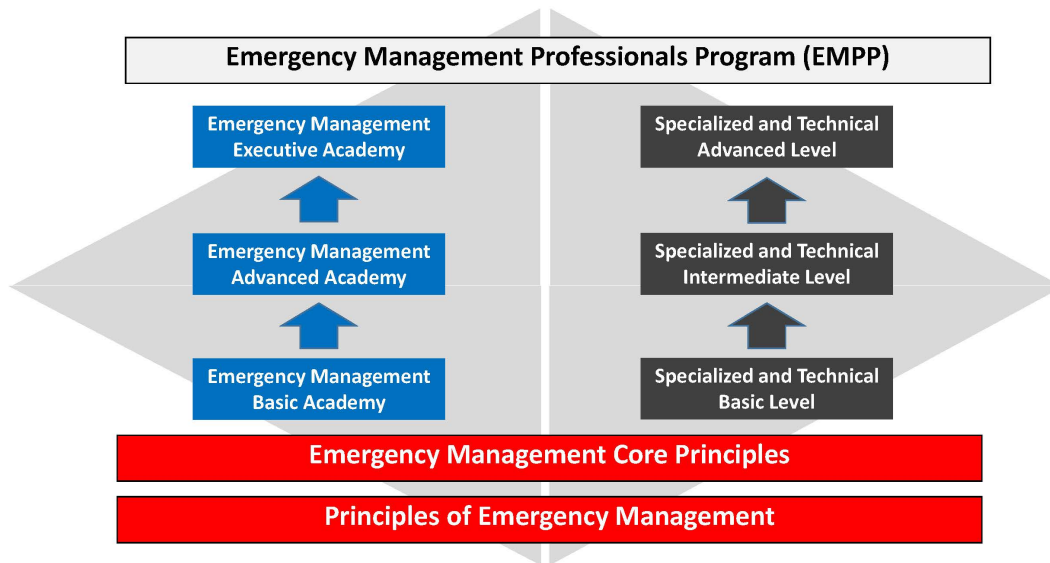 Emergency Management Professionals Program (EMPP)
Emergency Management
Executive Academy
Specialized and Technical
Advanced Level
Emergency Management
Advanced Academy
Specialized and Technical
Intermediate Level
Emergency Management
Basic Academy
Specialized and Technical
Basic Level
Emergency Management Core Principles
Principles of Emergency Management